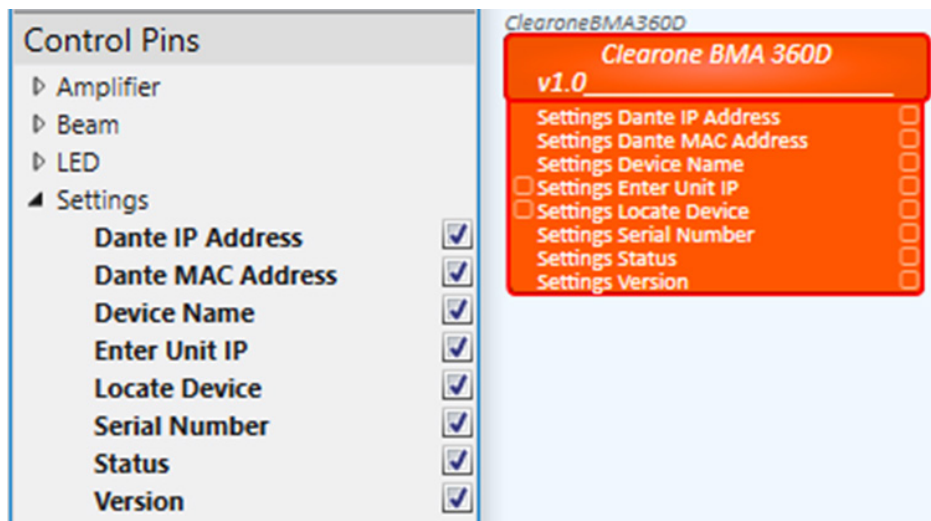 Control Pins
Amplifier
Beam
LED
Settings
Dante IP Address
Dante MAC Address
Device Name
Enter Unit IP
Locate Device
Serial Number
Status
Version
ClearoneBMA360D
Clearone BMA 360D
v1.0
Settings Dante IP Address
Settings Dante MAC Address
Settings Device Name
Settings Enter Unit IP
Settings Locate Device
Settings Serial Number
Settings Status
Settings Version